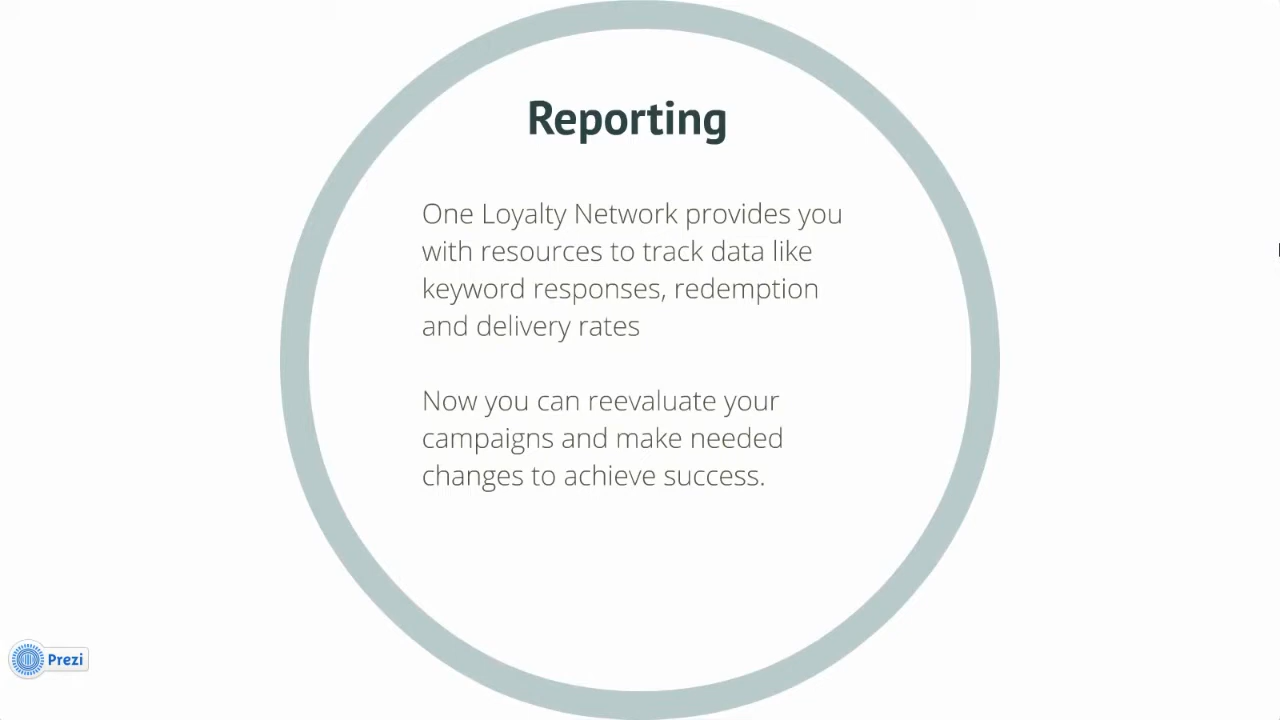 Reporting
One Loyalty Network provides you
with resources to track data like
keyword responses, redemption
and delivery rates
Now you can reevaluate your
campaigns and make needed
changes to achieve success.
Prezi